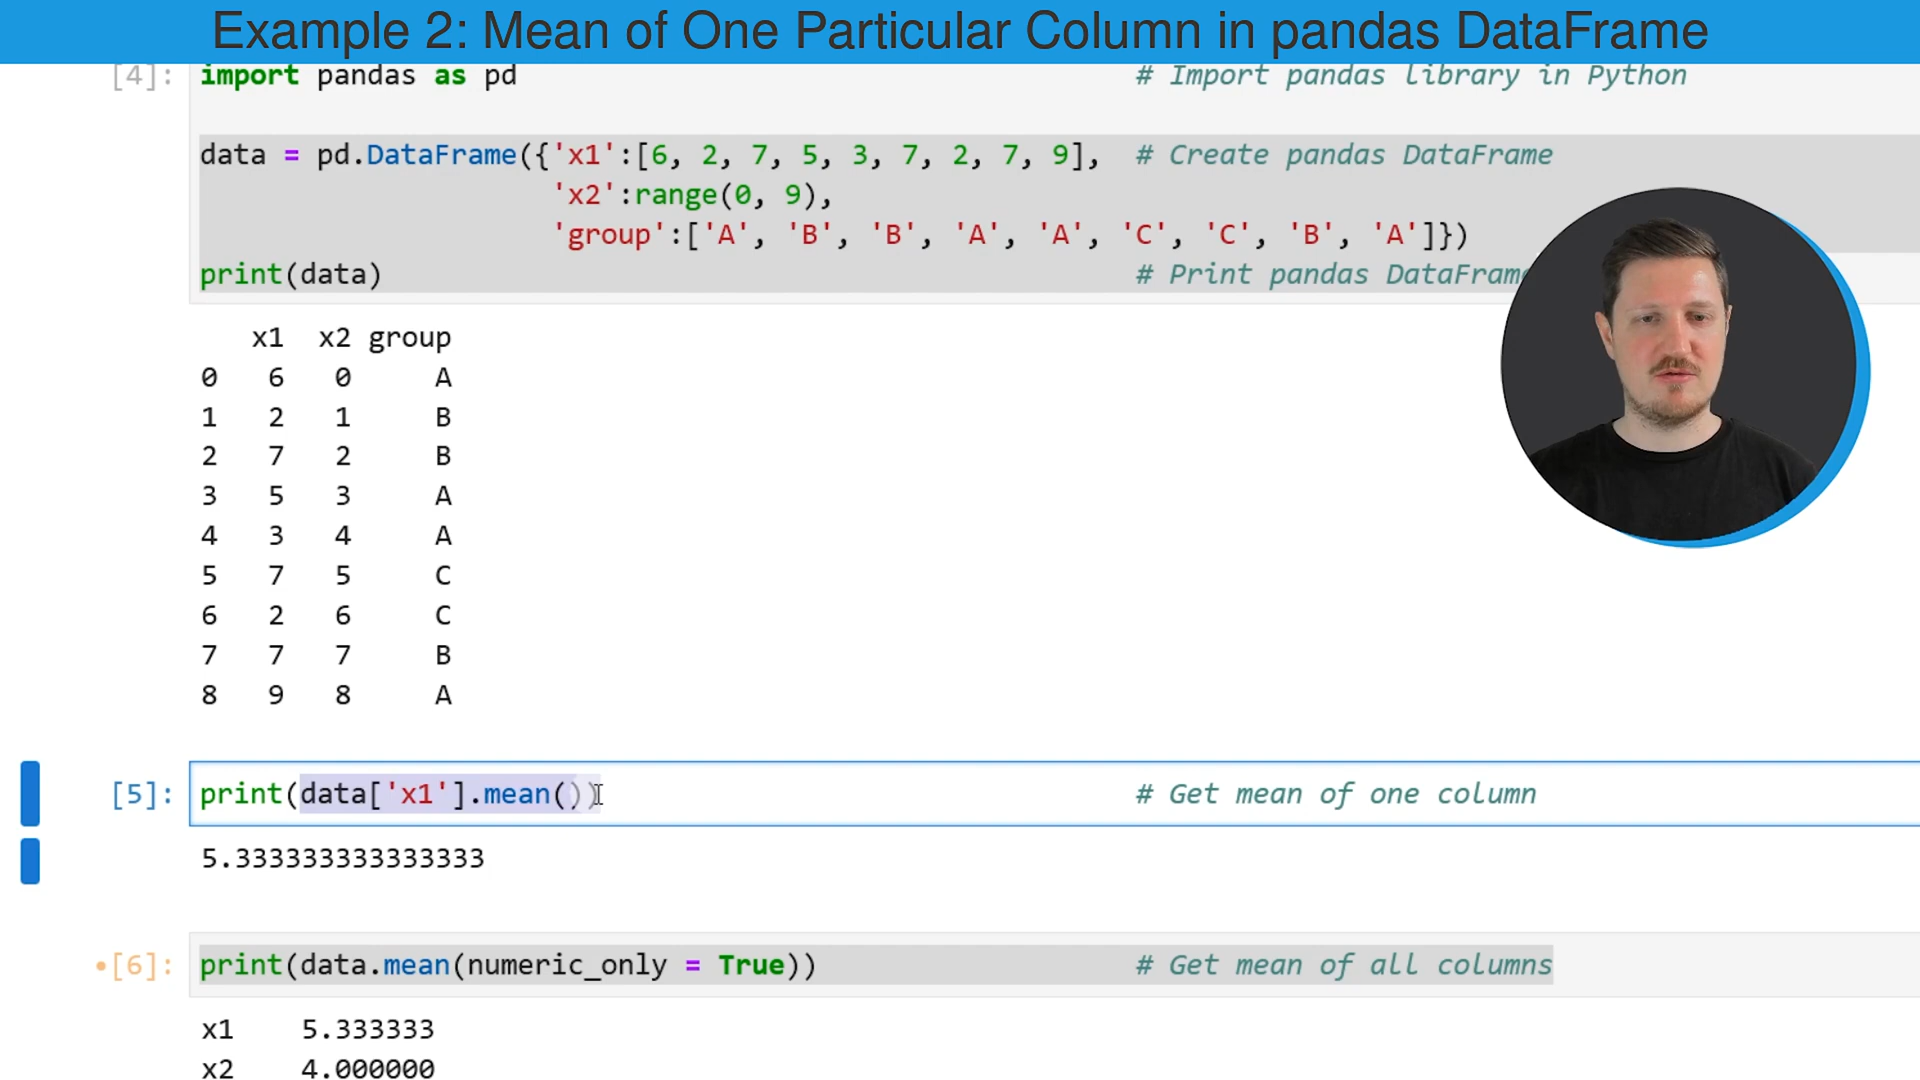 Example 2: Mean of One Particular Column in pandas DataFrame
[4]: import pandas as pd # Import pandas library in Python
data = pd.DataFrame({'x1':[6, 2, 7, 5, 3, 7, 2, 7, 9], # Create pandas DataFrame
'x2':range(0, 9),
'group':['A', 'B', 'B', 'A', 'A', 'C', 'C', 'B', 'A']})
print(data) # Print pandas DataFrame
x1 x2 group
0 6 0 A
1 2 1 B
2 7 2 B
3 5 3 A
4 3 4 A
5 7 5 C
6 2 6 C
7 7 7 B
8 9 8 A
[5]: print(data['x1'].mean()) # Get mean of one column
5.333333333333333
•[6]: print(data.mean(numeric_only = True)) # Get mean of all columns
x1 5.333333
x2 4.000000